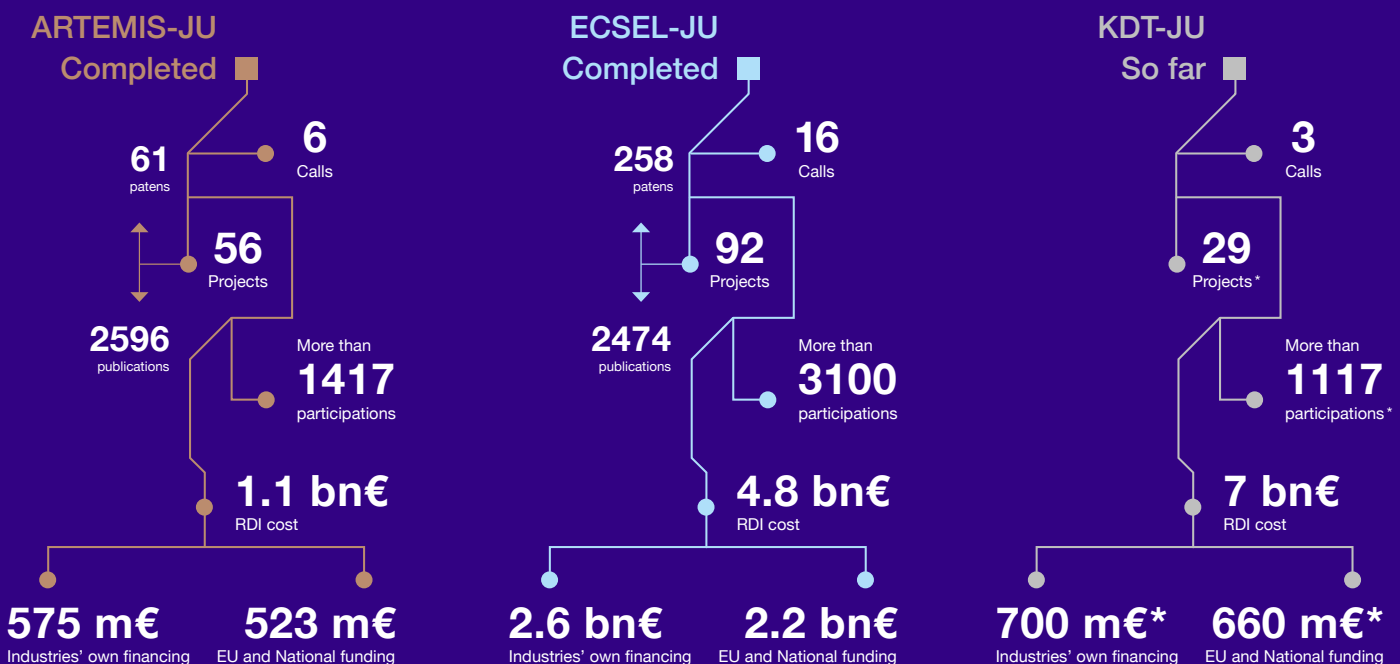 ARTEMIS-JU
Completed
6
Calls
61
patens
56
Projects
2596
publications
More than
1417
participations
1.1 bn€
RDI cost
575 m€
Industries’ own financing
523 m€
EU and National funding
ECSEL-JU
Completed
16
Calls
258
patens
92
Projects
2474
publications
More than
3100
participations
4.8 bn€
RDI cost
2.6 bn€
Industries’ own financing
2.2 bn€
EU and National funding
KDT-JU
So far
3
Calls
29
Projects*
More than
1117
participations*
7 bn€
RDI cost
700 m€*
Industries’ own financing
660 m€*
EU and National funding